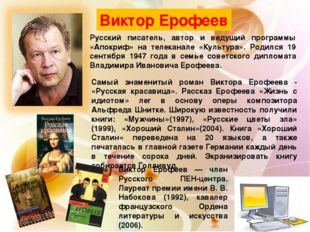 Виктор Ерофеев
Русский писатель, автор и ведущий программы
«Апокриф» на телеканале «Культура». Родился 19
сентября 1947 года в семье советского дипломата
Владимира Ивановича Ерофеева.
Самый знаменитый роман Виктора Ерофеева -
«Русская красавица». Рассказ Ерофеева «Жизнь с
идиотом» лег в основу оперы композитора
Альфреда Шнитке. Широкую известность получили
книги: «Мужчины»(1997), «Русские цветы зла»
(1999), «Хороший Сталин»(2004). Книга «Хороший
Сталин» переведена на 20 языков, а также
печаталась в главной газете Германии каждый день
в течение сорока дней. Экранизировать книгу
собирается Голливуд.
Виктор Ерофеев — член
Русского ПЕН-центра.
Лауреат премии имени В. В.
Набокова (1992), кавалер
французского Ордена
литературы и искусства
(2006).